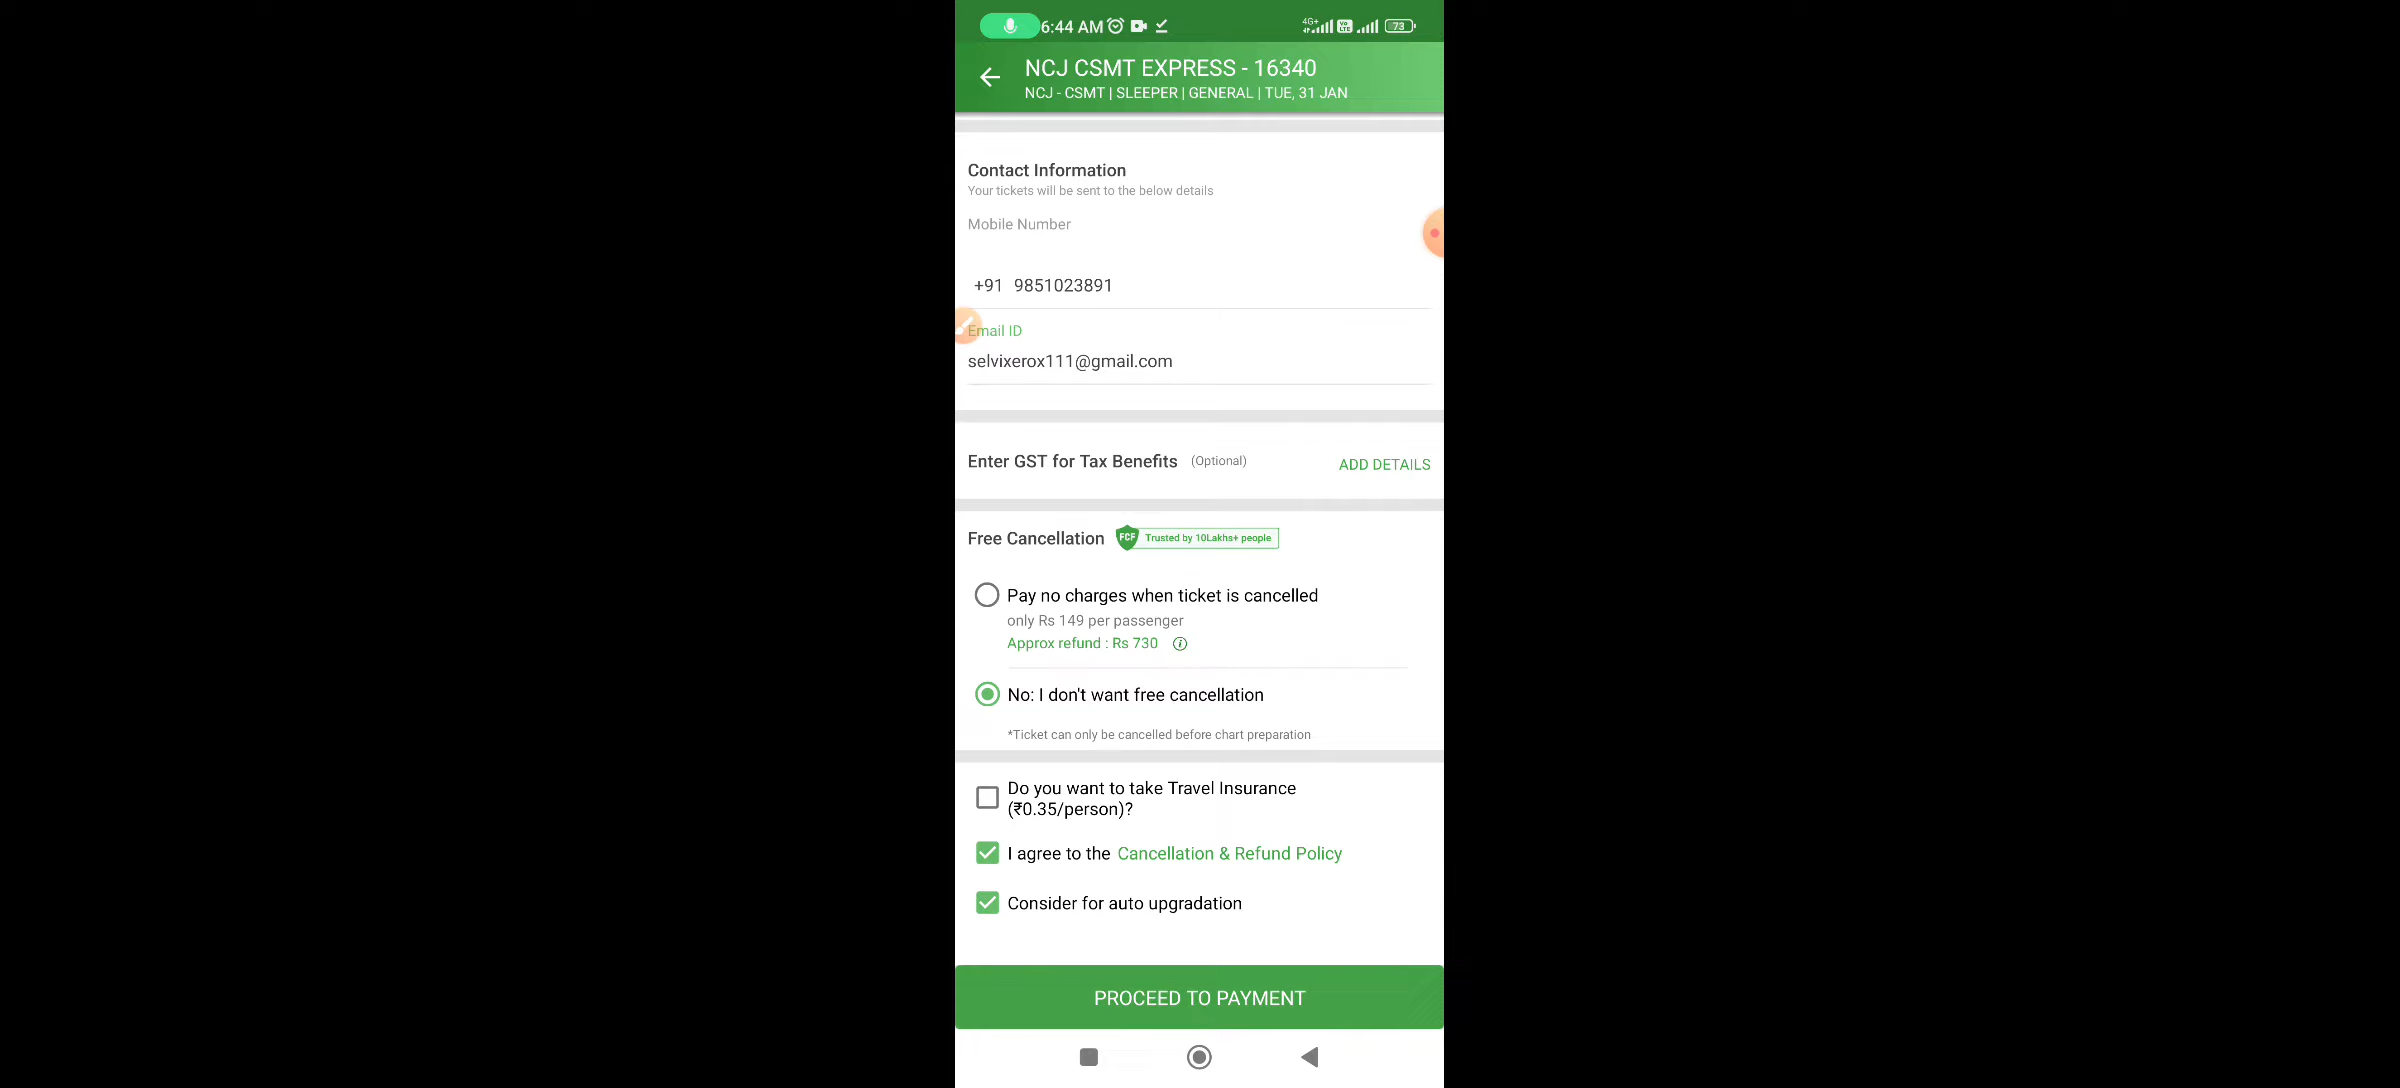 6:44 AM
4G+
Vo LTE
73
NCJ CSMT EXPRESS - 16340
NCJ - CSMT | SLEEPER | GENERAL | TUE, 31 JAN
Contact Information
Your tickets will be sent to the below details
Mobile Number
+91 9851023891
Email ID
selvixerox111@gmail.com
Enter GST for Tax Benefits (Optional) ADD DETAILS
Free Cancellation FCF Trusted by 10Lakhs+ people
Pay no charges when ticket is cancelled
only Rs 149 per passenger
Approx refund : Rs 730
No: I don't want free cancellation
*Ticket can only be cancelled before chart preparation
Do you want to take Travel Insurance
(₹0.35/person)?
I agree to the Cancellation & Refund Policy
Consider for auto upgradation
PROCEED TO PAYMENT